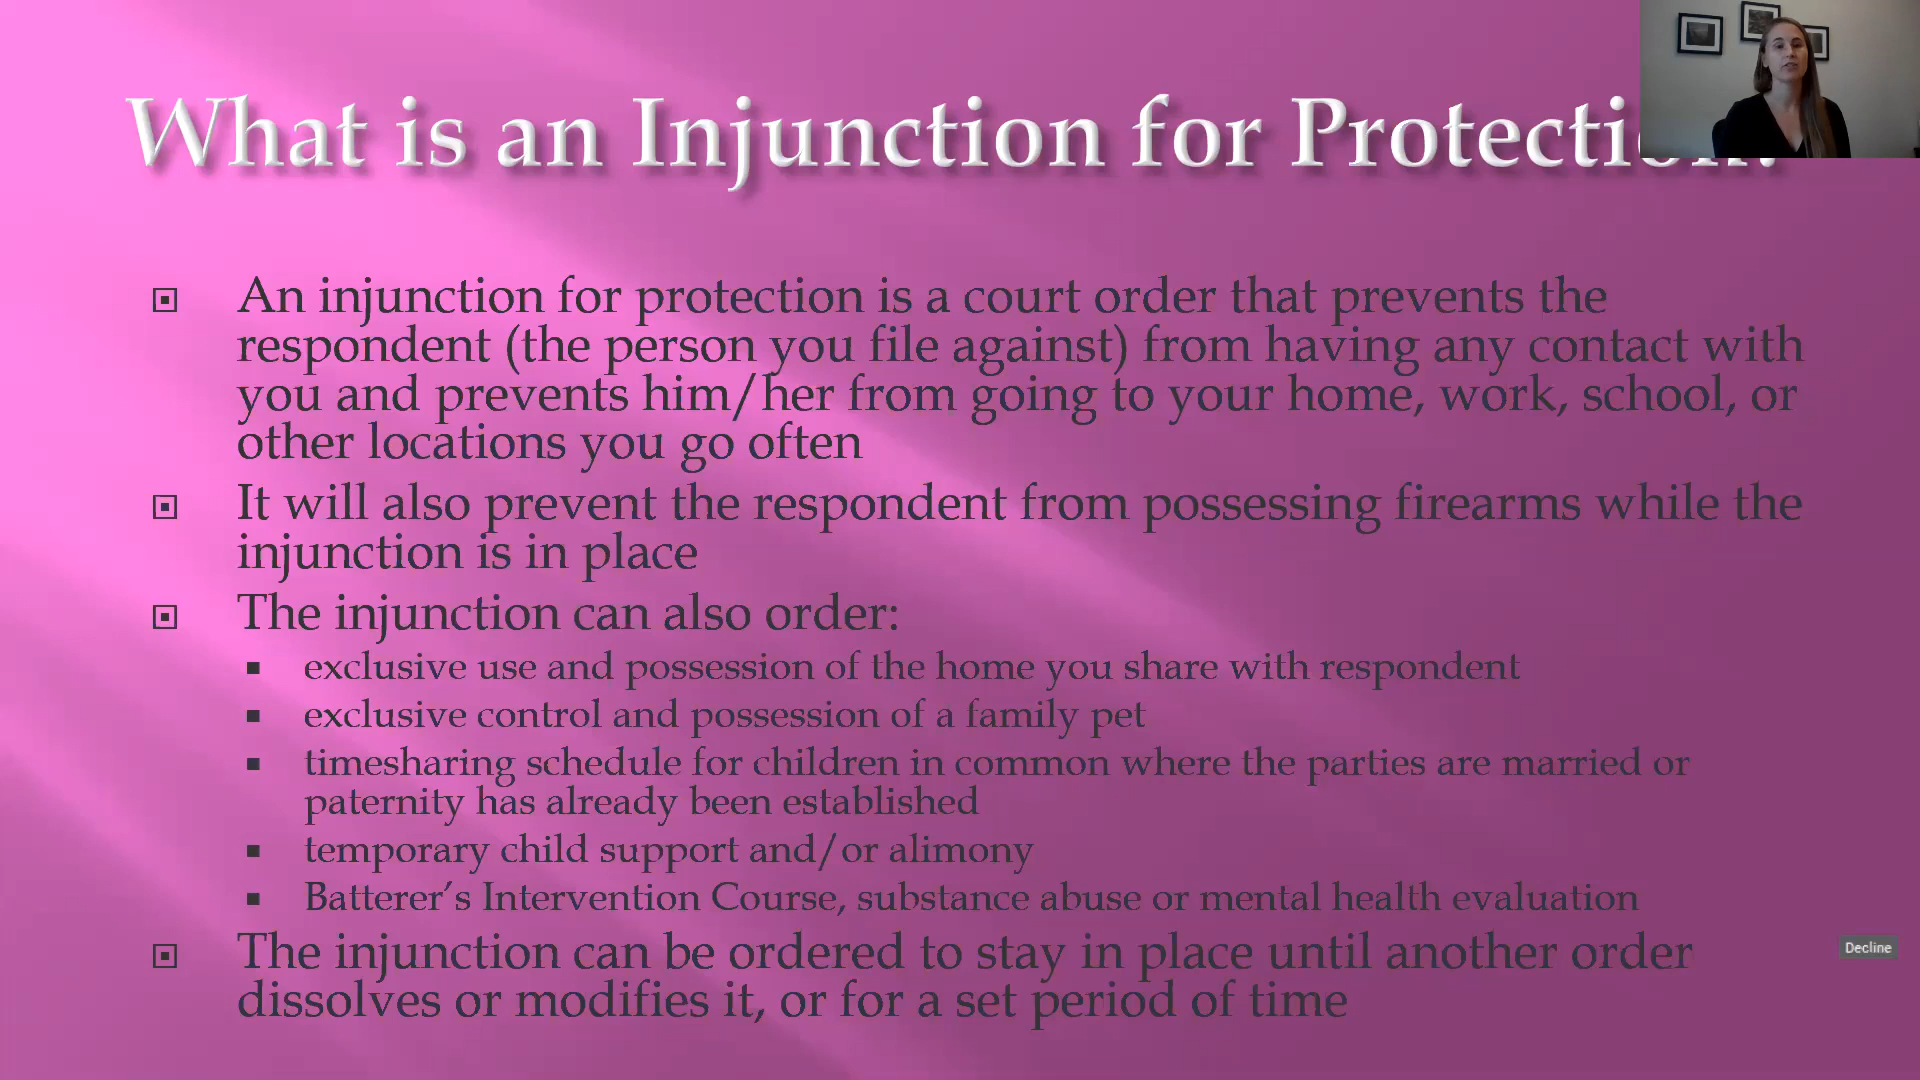 What is an Injunction for
An injunction for protection is a court order that prevents the
respondent (the person you file against) from having any contact with
you and prevents him/her from going to your home, work, school, or
other locations you go often
It will also prevent the respondent from possessing firearms while the
injunction is in place
The injunction can also order:
exclusive use and possession of the home you share with respondent
exclusive control and possession of a family pet
timesharing schedule for children in common where the parties are married or
paternity has already been established
temporary child support and/or alimony
Batterer’s Intervention Course, substance abuse or mental health evaluation
The injunction can be ordered to stay in place until another order
dissolves or modifies it, or for a set period of time
Decline